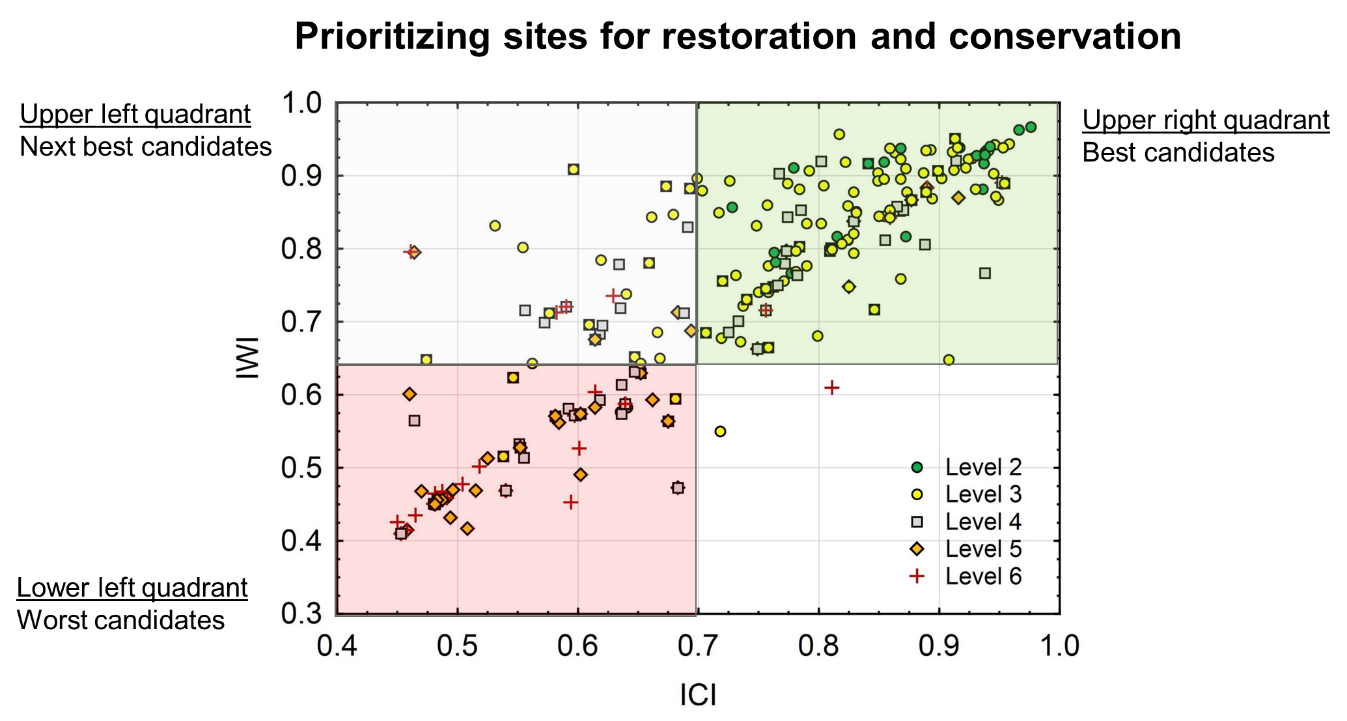 Prioritizing sites for restoration and conservation
Upper left quadrant
Next best candidates
Upper right quadrant
Best candidates
Lower left quadrant
Worst candidates
IWI
1.0
0.9
0.8
0.7
0.6
0.5
0.4
0.3
Level 2
Level 3
Level 4
Level 5
Level 6
0.4 0.5 0.6 0.7 0.8 0.9 1.0
ICI